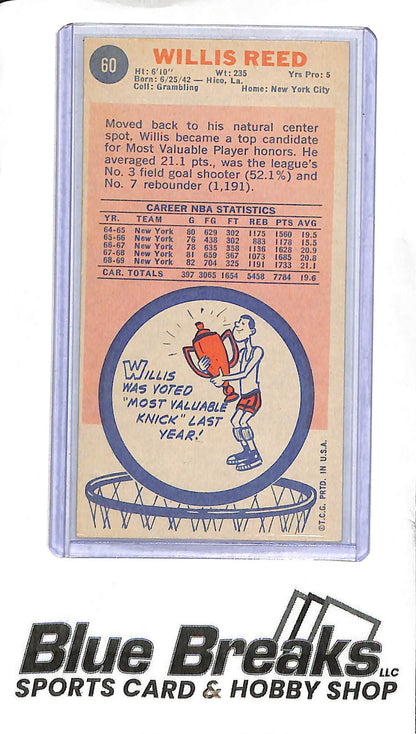 60
WILLIS REED
Ht: 6'10" Wt: 235 Yrs Pro: 5
Born: 6/25/42 — Hico, La.
Coll: Grambling Home: New York City
Moved back to his natural center
spot, Willis became a top candidate
for Most Valuable Player honors. He
averaged 21.1 pts., was the league's
No. 3 field goal shooter (52.1%) and
No. 7 rebounder (1,191).
CAREER NBA STATISTICS
YR. TEAM G FG FT REB PTS AVG
64-65 New York 80 629 302 1175 1560 19.5
65-66 New York 76 438 302 883 1178 15.5
66-67 New York 78 635 358 1136 1628 20.9
67-68 New York 81 659 367 1073 1685 20.8
68-69 New York 82 704 325 1191 1733 21.1
CAR. TOTALS 397 3065 1654 5458 7784 19.6
WILLIS
WAS VOTED
"MOST VALUABLE
KNICK" LAST
YEAR!
©T.C.G. PRTD. IN U.S.A.
Blue Breaks LLC
SPORTS CARD & HOBBY SHOP